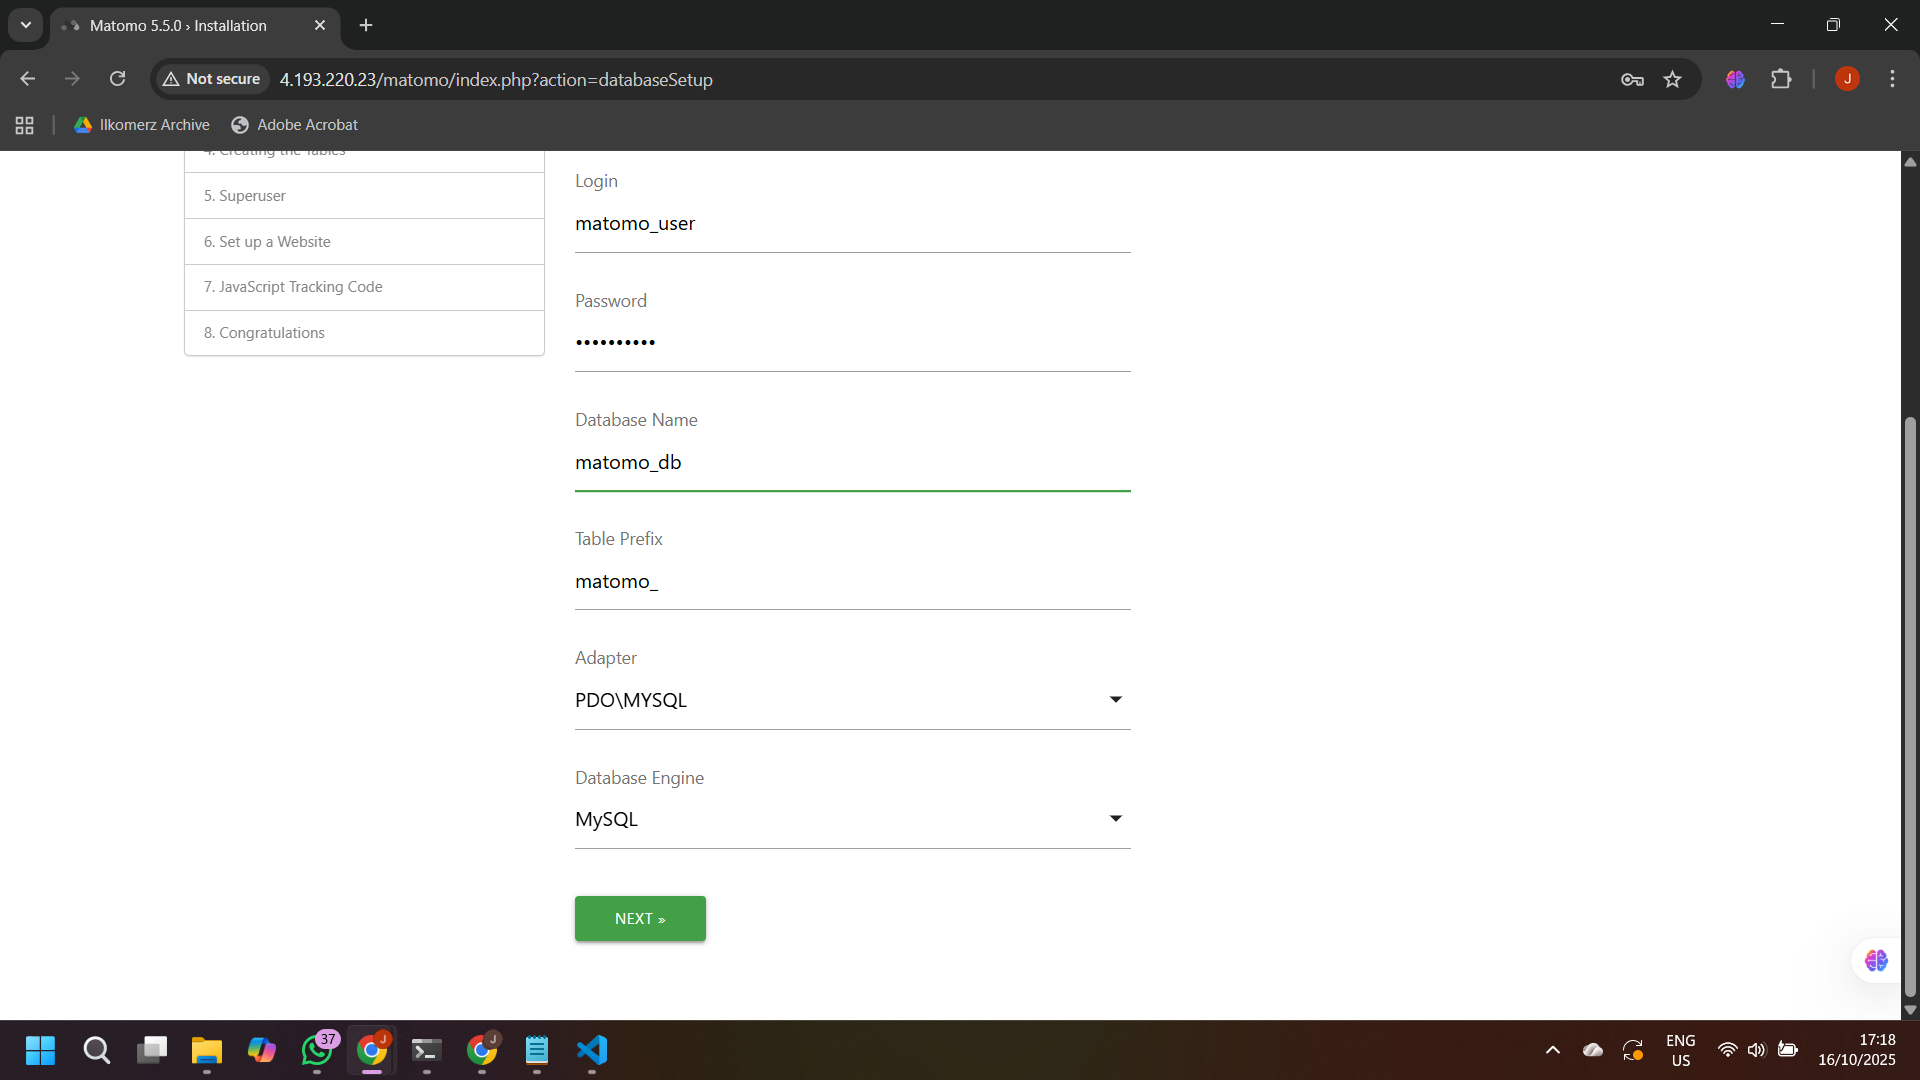 Matomo 5.5.0 › Installation
Not secure
4.193.220.23/matomo/index.php?action=databaseSetup
J
Ilkomerz Archive
Adobe Acrobat
4. Creating the Tables
5. Superuser
6. Set up a Website
7. JavaScript Tracking Code
8. Congratulations
Login
matomo_user
Password
••••••••••
Database Name
matomo_db
Table Prefix
matomo_
Adapter
PDO\MYSQL
Database Engine
MySQL
NEXT »
37
J
J
ENG
US
17:18
16/10/2025